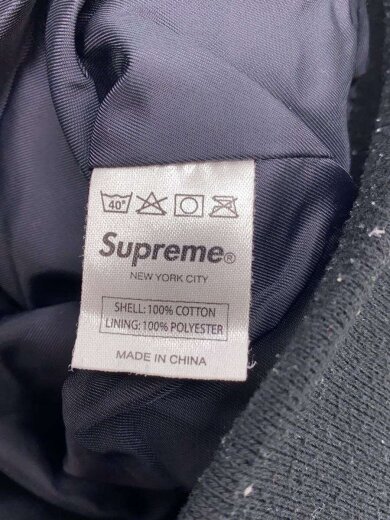 40°
Supreme®
NEW YORK CITY
SHELL: 100% COTTON
LINING: 100% POLYESTER
MADE IN CHINA